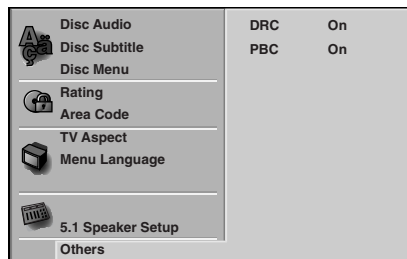 Disc Audio
Disc Subtitle
Disc Menu
Rating
Area Code
TV Aspect
Menu Language
5.1 Speaker Setup
Others
DRC On
PBC On